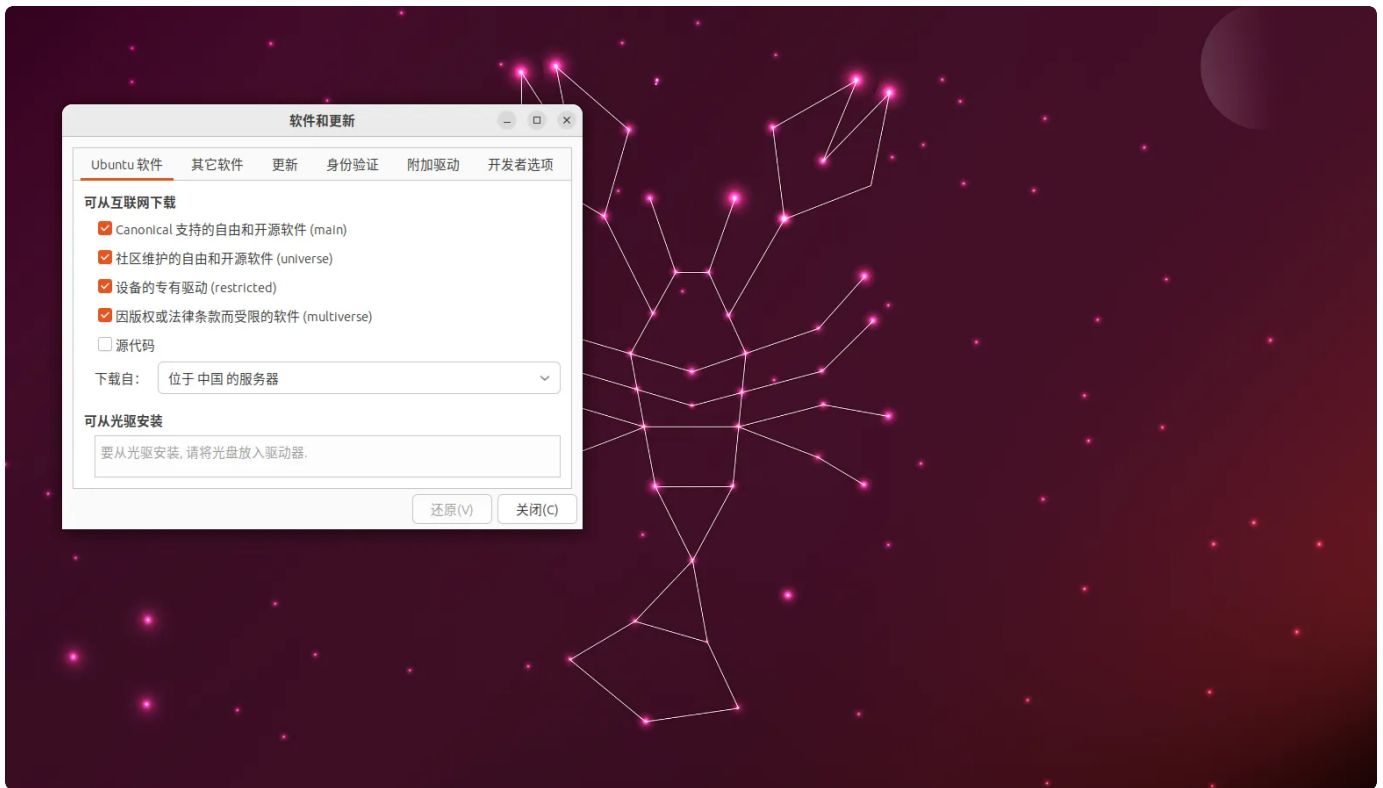 软件和更新
Ubuntu 软件 其它软件 更新 身份验证 附加驱动 开发者选项
可从互联网下载
Canonical 支持的自由和开源软件 (main)
社区维护的自由和开源软件 (universe)
设备的专有驱动 (restricted)
因版权或法律条款而受限的软件 (multiverse)
源代码
下载自： 位于 中国 的服务器
可从光驱安装
要从光驱安装, 请将光盘放入驱动器.
还原(V) 关闭(C)